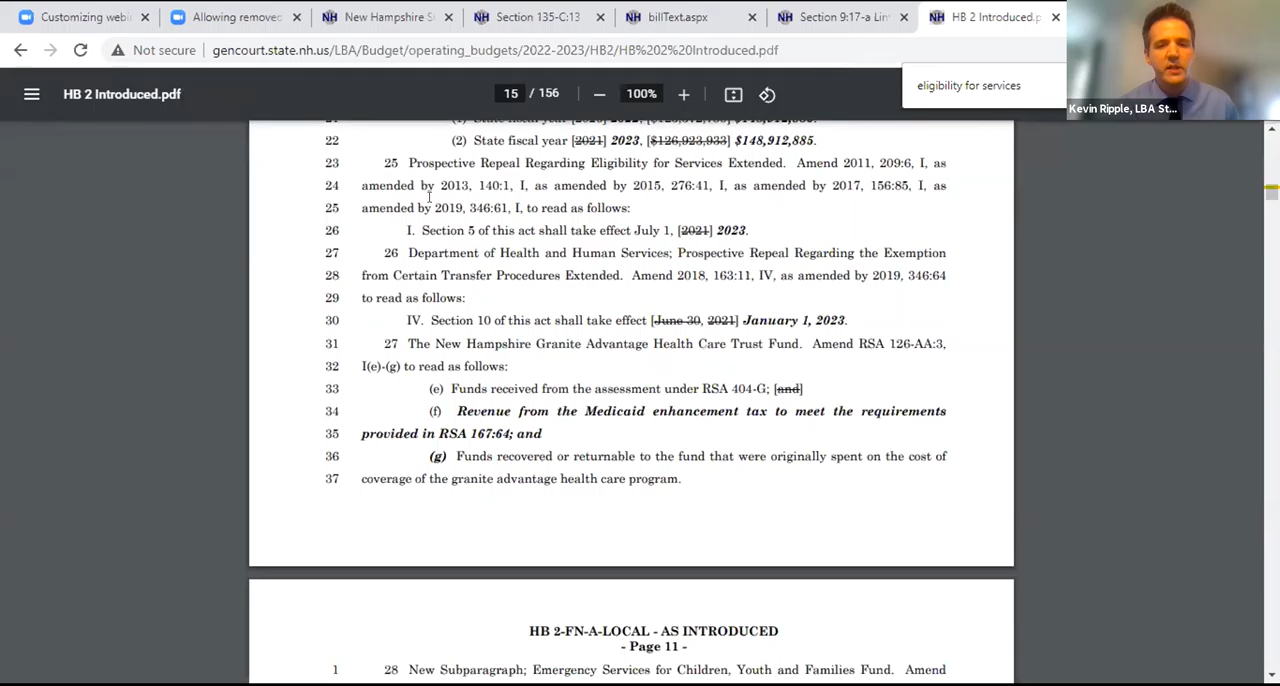 Customizing webi
Allowing removed
New Hampshire S
Section 135-C:13
billText.aspx
Section 9:17-a Lin
HB 2 Introduced.p
Not secure
gencourt.state.nh.us/LBA/Budget/operating_budgets/2022-2023/HB2/HB%202%20Introduced.pdf
eligibility for services
Kevin Ripple, LBA St...
HB 2 Introduced.pdf
15 / 156
100%
22 (2) State fiscal year [2021] 2023, [$126,923,933] $148,912,885.
23 25 Prospective Repeal Regarding Eligibility for Services Extended. Amend 2011, 209:6, I, as
24 amended by 2013, 140:1, I, as amended by 2015, 276:41, I, as amended by 2017, 156:85, I, as
25 amended by 2019, 346:61, I, to read as follows:
26 I. Section 5 of this act shall take effect July 1, [2021] 2023.
27 26 Department of Health and Human Services; Prospective Repeal Regarding the Exemption
28 from Certain Transfer Procedures Extended. Amend 2018, 163:11, IV, as amended by 2019, 346:64
29 to read as follows:
30 IV. Section 10 of this act shall take effect [June 30, 2021] January 1, 2023.
31 27 The New Hampshire Granite Advantage Health Care Trust Fund. Amend RSA 126-AA:3,
32 I(e)-(g) to read as follows:
33 (e) Funds received from the assessment under RSA 404-G; [and]
34 (f) Revenue from the Medicaid enhancement tax to meet the requirements
35 provided in RSA 167:64; and
36 (g) Funds recovered or returnable to the fund that were originally spent on the cost of
37 coverage of the granite advantage health care program.
HB 2-FN-A-LOCAL - AS INTRODUCED
- Page 11 -
1 28 New Subparagraph; Emergency Services for Children, Youth and Families Fund. Amend